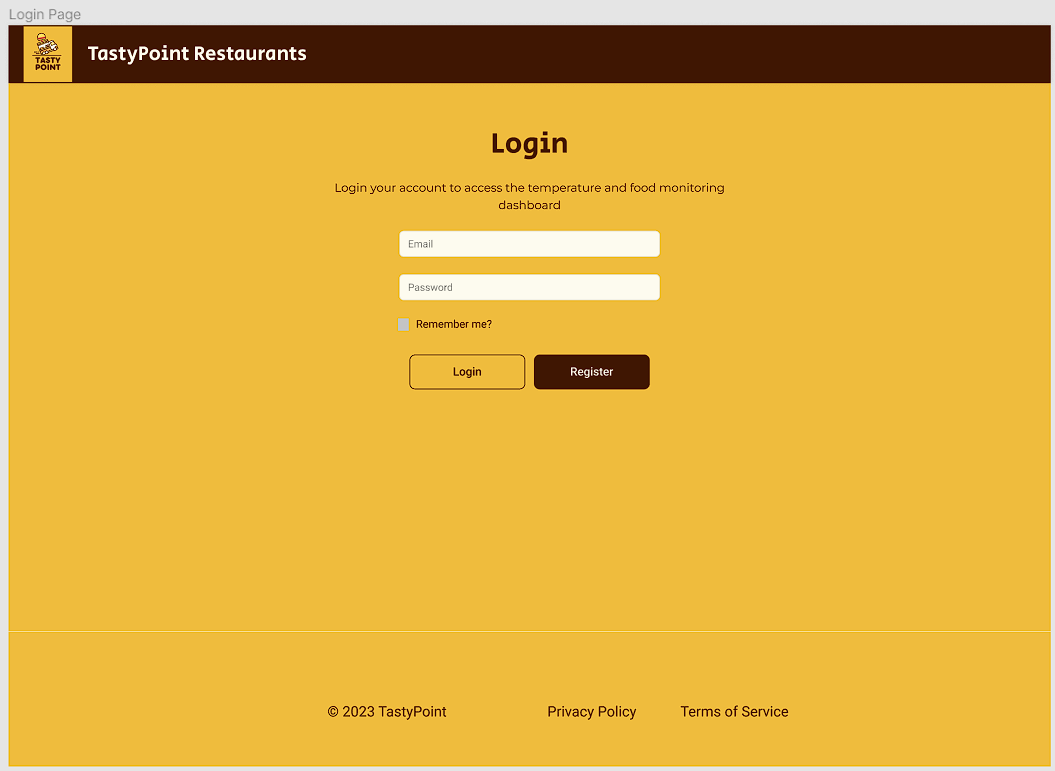 Login Page
TASTY
POINT
TastyPoint Restaurants
Login
Login your account to access the temperature and food monitoring
dashboard
Email
Password
Remember me?
Login
Register
© 2023 TastyPoint
Privacy Policy
Terms of Service